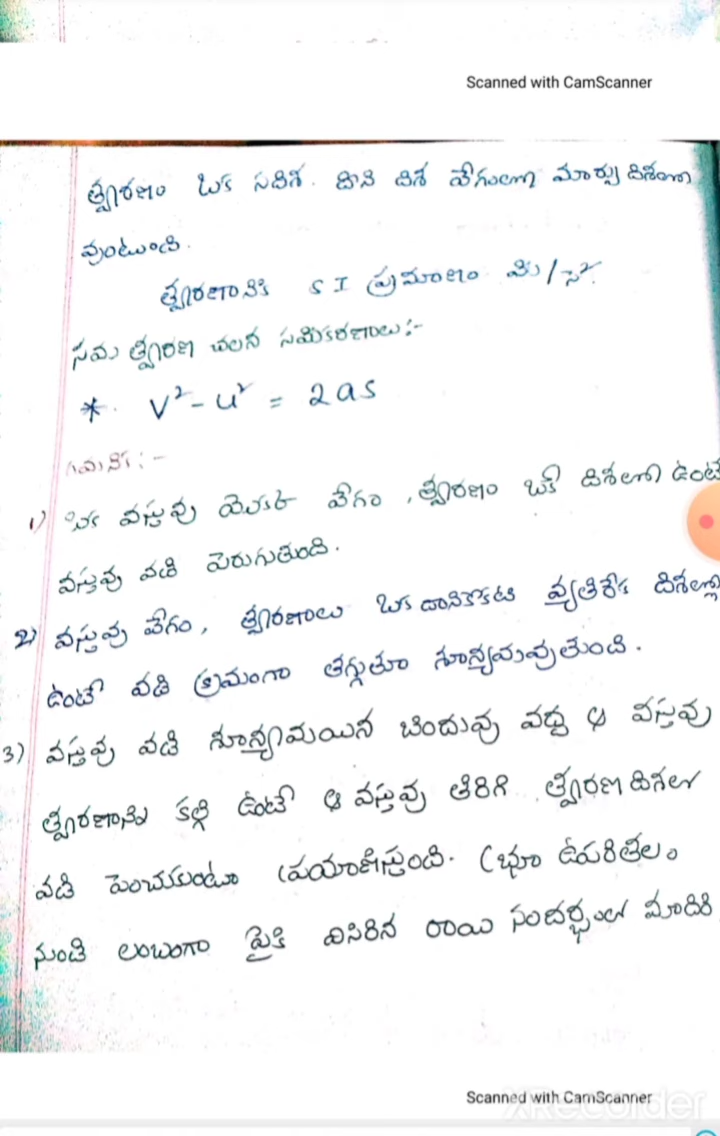 Scanned with CamScanner
త్వరణం ఒక సదిశ. దాని దిశ వేగంలోని మార్పు దిశలోనే
వుంటుంది.
త్వరణానికి SI ప్రమాణం మీ/సె².
సమ త్వరణ చలన సమీకరణాలు:-
* v² - u² = 2as
గమనిక:-
1) ఒక వస్తువు యొక్క వేగం, త్వరణం ఒకే దిశలో ఉంటే
వస్తువు వడి పెరుగుతుంది.
2) వస్తువు వేగం, త్వరణాలు ఒకదానికొకటి వ్యతిరేక దిశల్లో
ఉంటే వడి క్రమంగా తగ్గుతూ శూన్యమవుతుంది.
3) వస్తువు వడి శూన్యమయిన బిందువు వద్ద ఆ వస్తువు
త్వరణాన్ని కల్గి ఉంటే ఆ వస్తువు తిరిగి త్వరణ దిశలో
వడి పెంచుకుంటూ ప్రయాణిస్తుంది. (భూ ఉపరితలం
నుంచి లంబంగా పైకి విసిరిన రాయి సందర్భంలో మాదిరి
Scanned with CamScanner
XRecorder